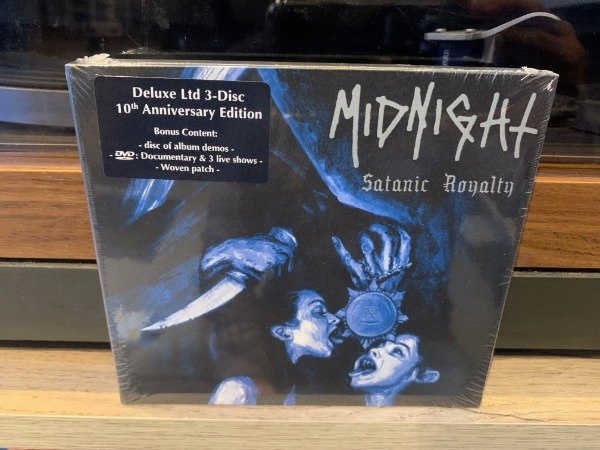 Deluxe Ltd 3-Disc
10th Anniversary Edition
Bonus Content:
- disc of album demos -
- DVD: Documentary & 3 live shows -
- Woven patch -
MIDNIGHT
Satanic Royalty